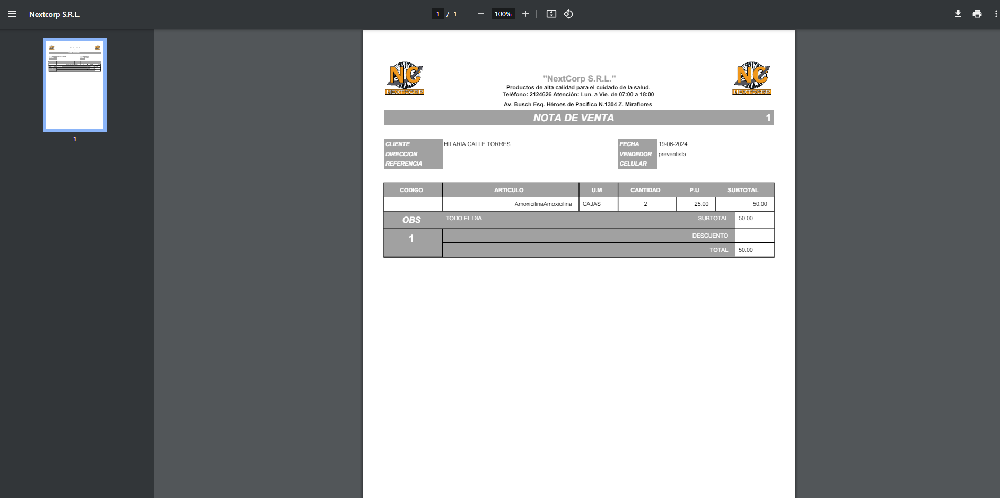 Nextcorp S.R.L.
1 / 1
100%
1
NC
NEXTCORP
NC
NEXTCORP
"NextCorp S.R.L."
Productos de alta calidad para el cuidado de la salud.
Teléfono: 2124626 Atención: Lun. a Vie. de 07:00 a 18:00
Av. Busch Esq. Héroes de Pacifico N.1304 Z. Miraflores
NOTA DE VENTA 1
CLIENTE HILARIA CALLE TORRES FECHA 19-06-2024
DIRECCION VENDEDOR preventista
REFERENCIA CELULAR
CODIGO ARTICULO U.M CANTIDAD P.U SUBTOTAL
AmoxicilinaAmoxicilina CAJAS 2 25.00 50.00
OBS TODO EL DIA SUBTOTAL 50.00
1 DESCUENTO
TOTAL 50.00